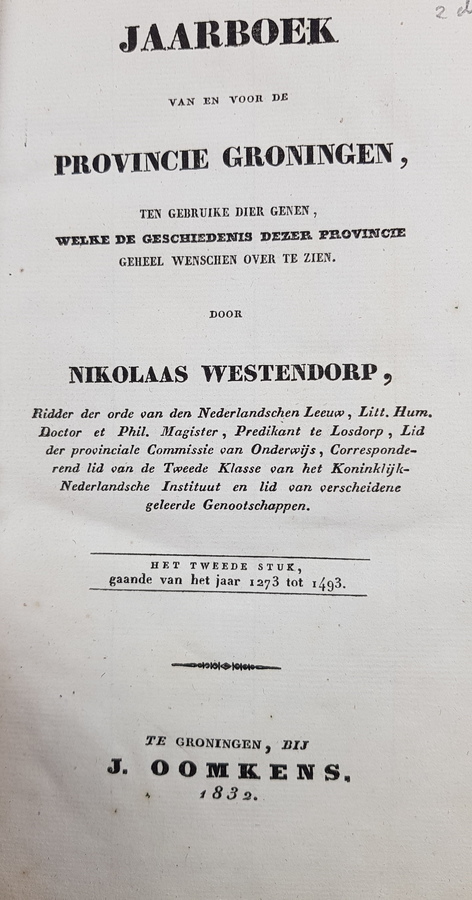 2 d
JAARBOEK
VAN EN VOOR DE
PROVINCIE GRONINGEN,
TEN GEBRUIKE DIER GENEN,
WELKE DE GESCHIEDENIS DEZER PROVINCIE
GEHEEL WENSCHEN OVER TE ZIEN.
DOOR
NIKOLAAS WESTENDORP,
Ridder der orde van den Nederlandschen Leeuw, Litt. Hum.
Doctor et Phil. Magister, Predikant te Losdorp, Lid
der provinciale Commissie van Onderwijs, Corresponde-
rend lid van de Tweede Klasse van het Koninklijk-
Nederlandsche Instituut en lid van verscheidene
geleerde Genootschappen.
HET TWEEDE STUK,
gaande van het jaar 1273 tot 1493.
TE GRONINGEN, BIJ
J. OOMKENS.
1832.